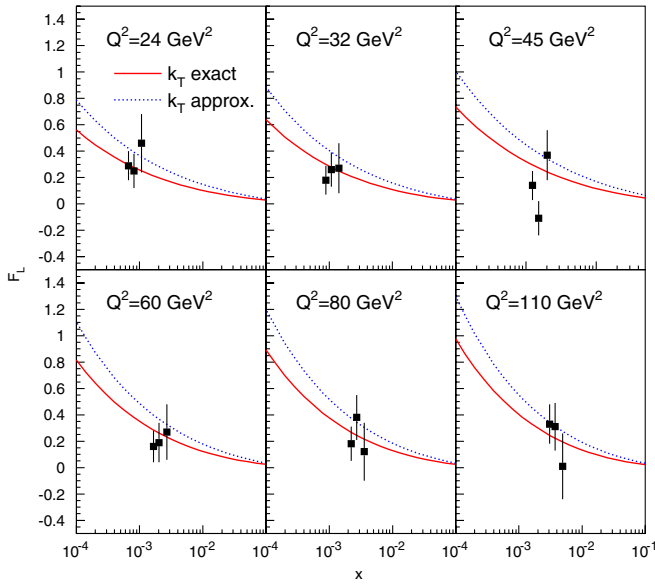 1.4
1.2
1
0.8
0.6
0.4
0.2
0
-0.2
-0.4
Q²=24 GeV²
k_T exact
k_T approx.
Q²=32 GeV²
Q²=45 GeV²
F_L
1.4
1.2
1
0.8
0.6
0.4
0.2
0
-0.2
-0.4
Q²=60 GeV²
Q²=80 GeV²
Q²=110 GeV²
10⁻⁴ 10⁻³ 10⁻² 10⁻⁴ 10⁻³ 10⁻² 10⁻⁴ 10⁻³ 10⁻² 10⁻¹
x